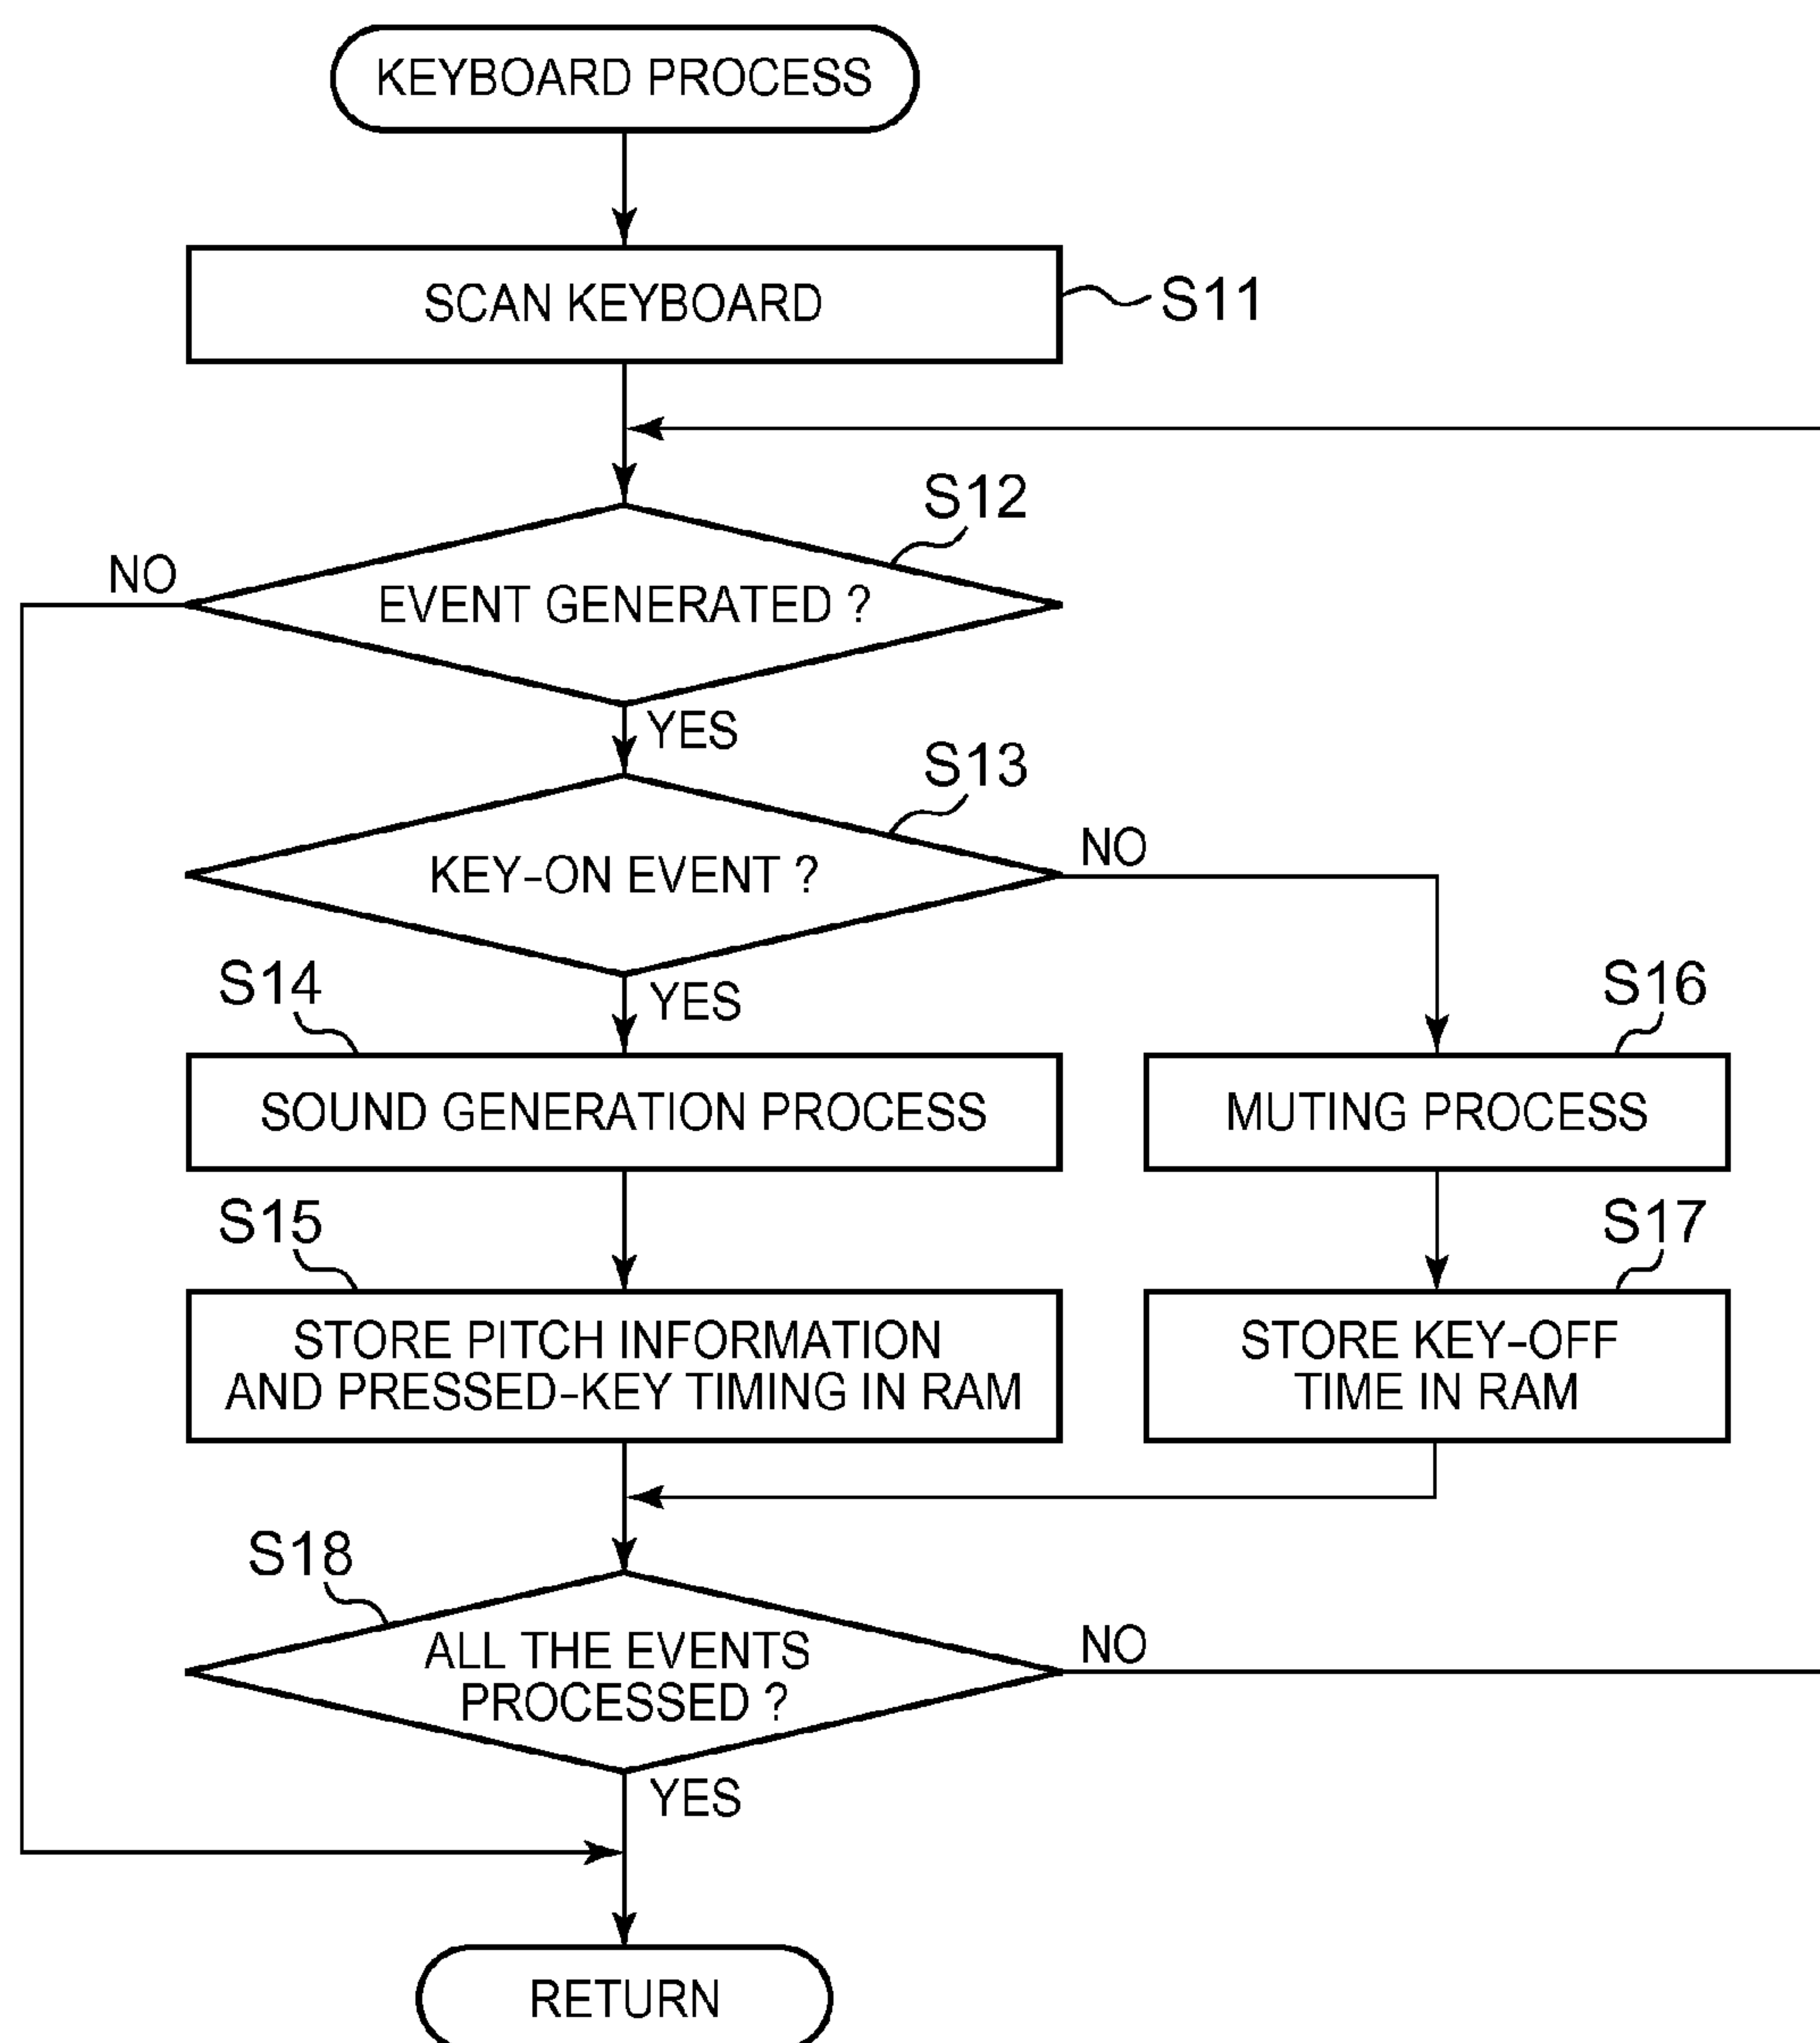 KEYBOARD PROCESS
SCAN KEYBOARD
S11
S12
NO
EVENT GENERATED ?
YES
S13
KEY-ON EVENT ?
NO
YES
S14
SOUND GENERATION PROCESS
S16
MUTING PROCESS
S15
STORE PITCH INFORMATION
AND PRESSED-KEY TIMING IN RAM
S17
STORE KEY-OFF
TIME IN RAM
S18
ALL THE EVENTS
PROCESSED ?
NO
YES
RETURN